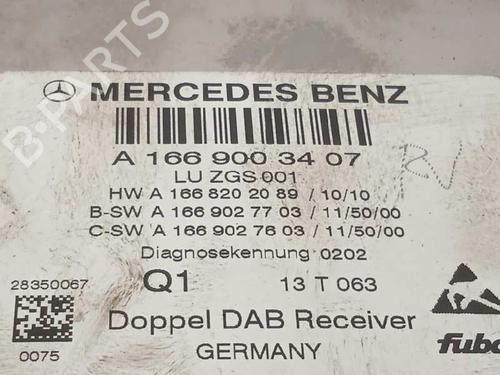 MERCEDES BENZ
A 166 900 34 07
LU ZGS 001
HW A 166 820 20 89 / 10/10
B-SW A 166 902 77 03 / 11/50/00
C-SW A 166 902 76 03 / 11/50/00
Diagnosekennung 0202
28350067
Q1
13 T 063
Doppel DAB Receiver
fuba
0075
GERMANY
B-PARTS
B-PARTS